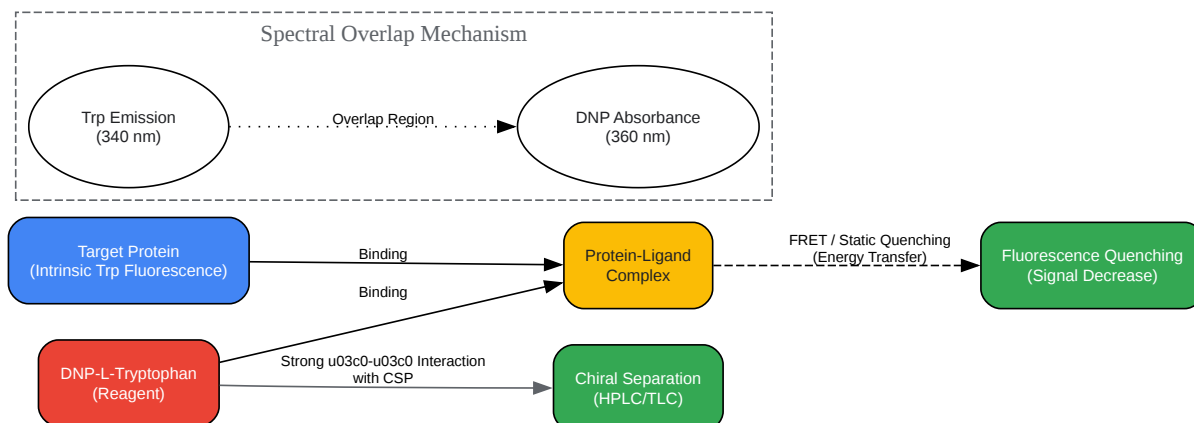 Spectral Overlap Mechanism
Trp Emission
(340 nm)
Overlap Region
DNP Absorbance
(360 nm)
Target Protein
(Intrinsic Trp Fluorescence)
Binding
Protein-Ligand
Complex
FRET / Static Quenching
(Energy Transfer)
Fluorescence Quenching
(Signal Decrease)
Binding
DNP-L-Tryptophan
(Reagent)
Strong u03c0-u03c0 Interaction
with CSP
Chiral Separation
(HPLC/TLC)